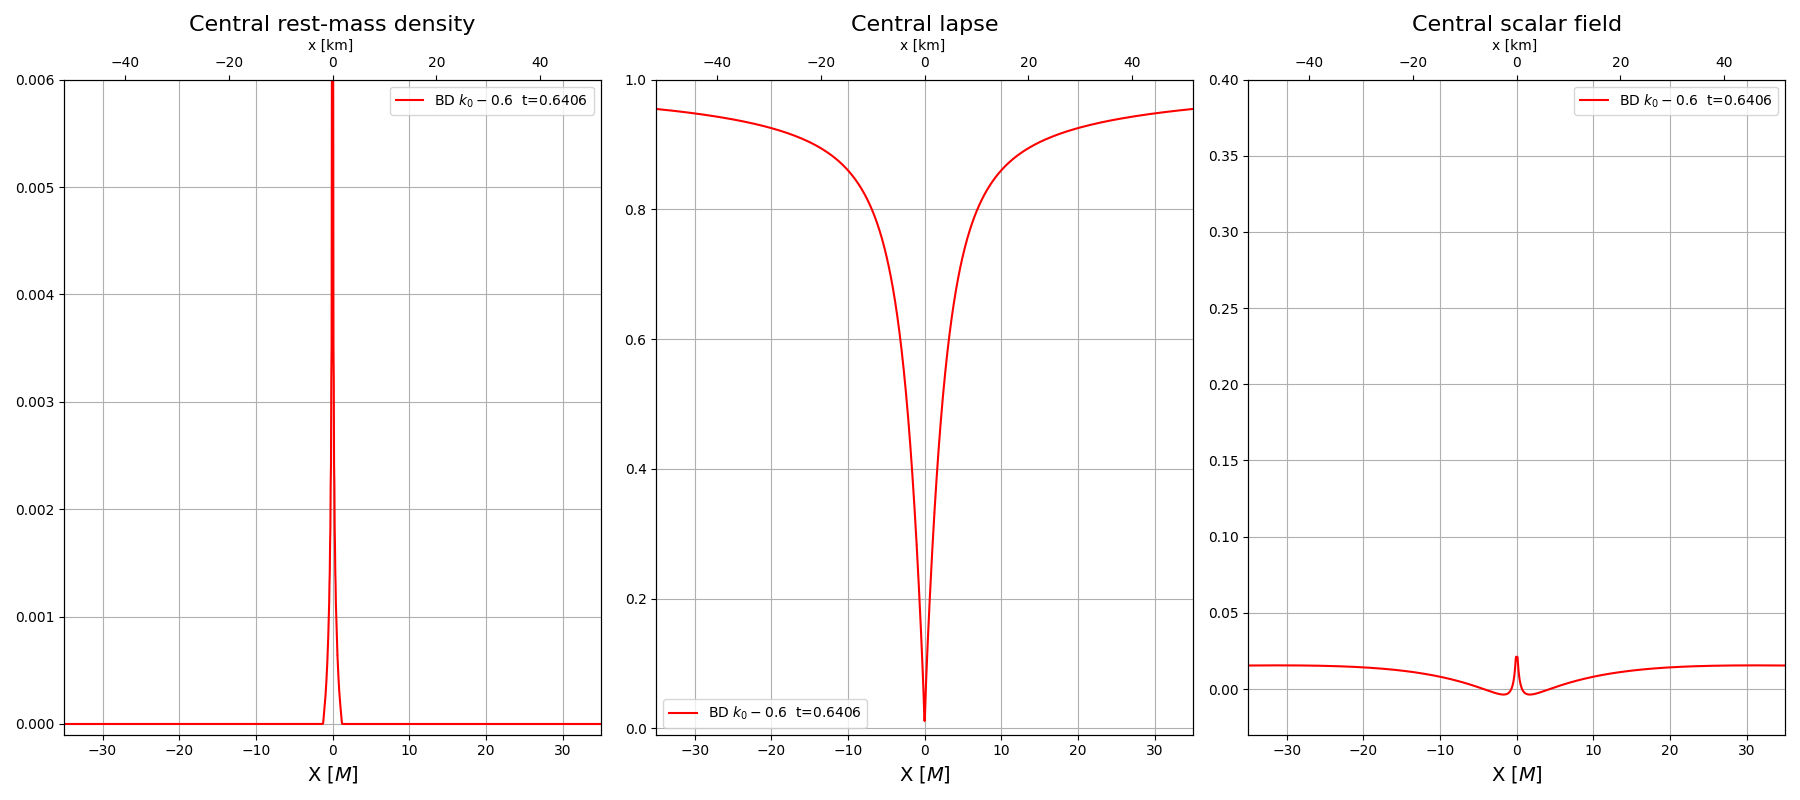 Central rest-mass density
x [km]
−40 −20 0 20 40
0.006
0.005
0.004
0.003
0.002
0.001
0.000
BD k₀ − 0.6 t=0.6406
−30 −20 −10 0 10 20 30
X [M]
Central lapse
x [km]
−40 −20 0 20 40
1.0
0.8
0.6
0.4
0.2
0.0
BD k₀ − 0.6 t=0.6406
−30 −20 −10 0 10 20 30
X [M]
Central scalar field
x [km]
−40 −20 0 20 40
0.40
0.35
0.30
0.25
0.20
0.15
0.10
0.05
0.00
BD k₀ − 0.6 t=0.6406
−30 −20 −10 0 10 20 30
X [M]